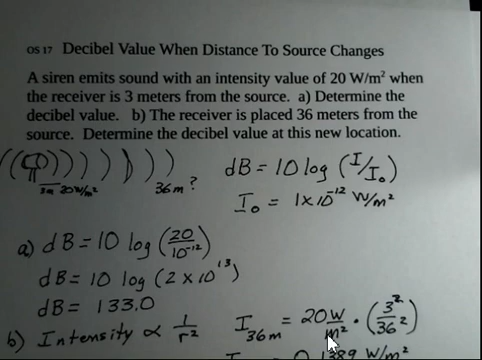 OS 17 Decibel Value When Distance To Source Changes
A siren emits sound with an intensity value of 20 W/m² when
the receiver is 3 meters from the source. a) Determine the
decibel value. b) The receiver is placed 36 meters from the
source. Determine the decibel value at this new location.
3m 20W/m² 36m?
dB = 10 log (I/I₀)
I₀ = 1x10⁻¹² W/m²
a) dB = 10 log (20/10⁻¹²)
dB = 10 log (2 x 10¹³)
dB = 133.0
b) Intensity ∝ 1/r²
I₃₆ₘ = 20 W/m² · (3²/36²)